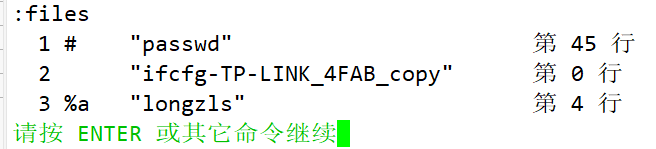 :files
  1 #    "passwd"                       第 45 行
  2      "ifcfg-TP-LINK_4FAB_copy"      第 0 行
  3 %a   "longzls"                      第 4 行
请按 ENTER 或其它命令继续